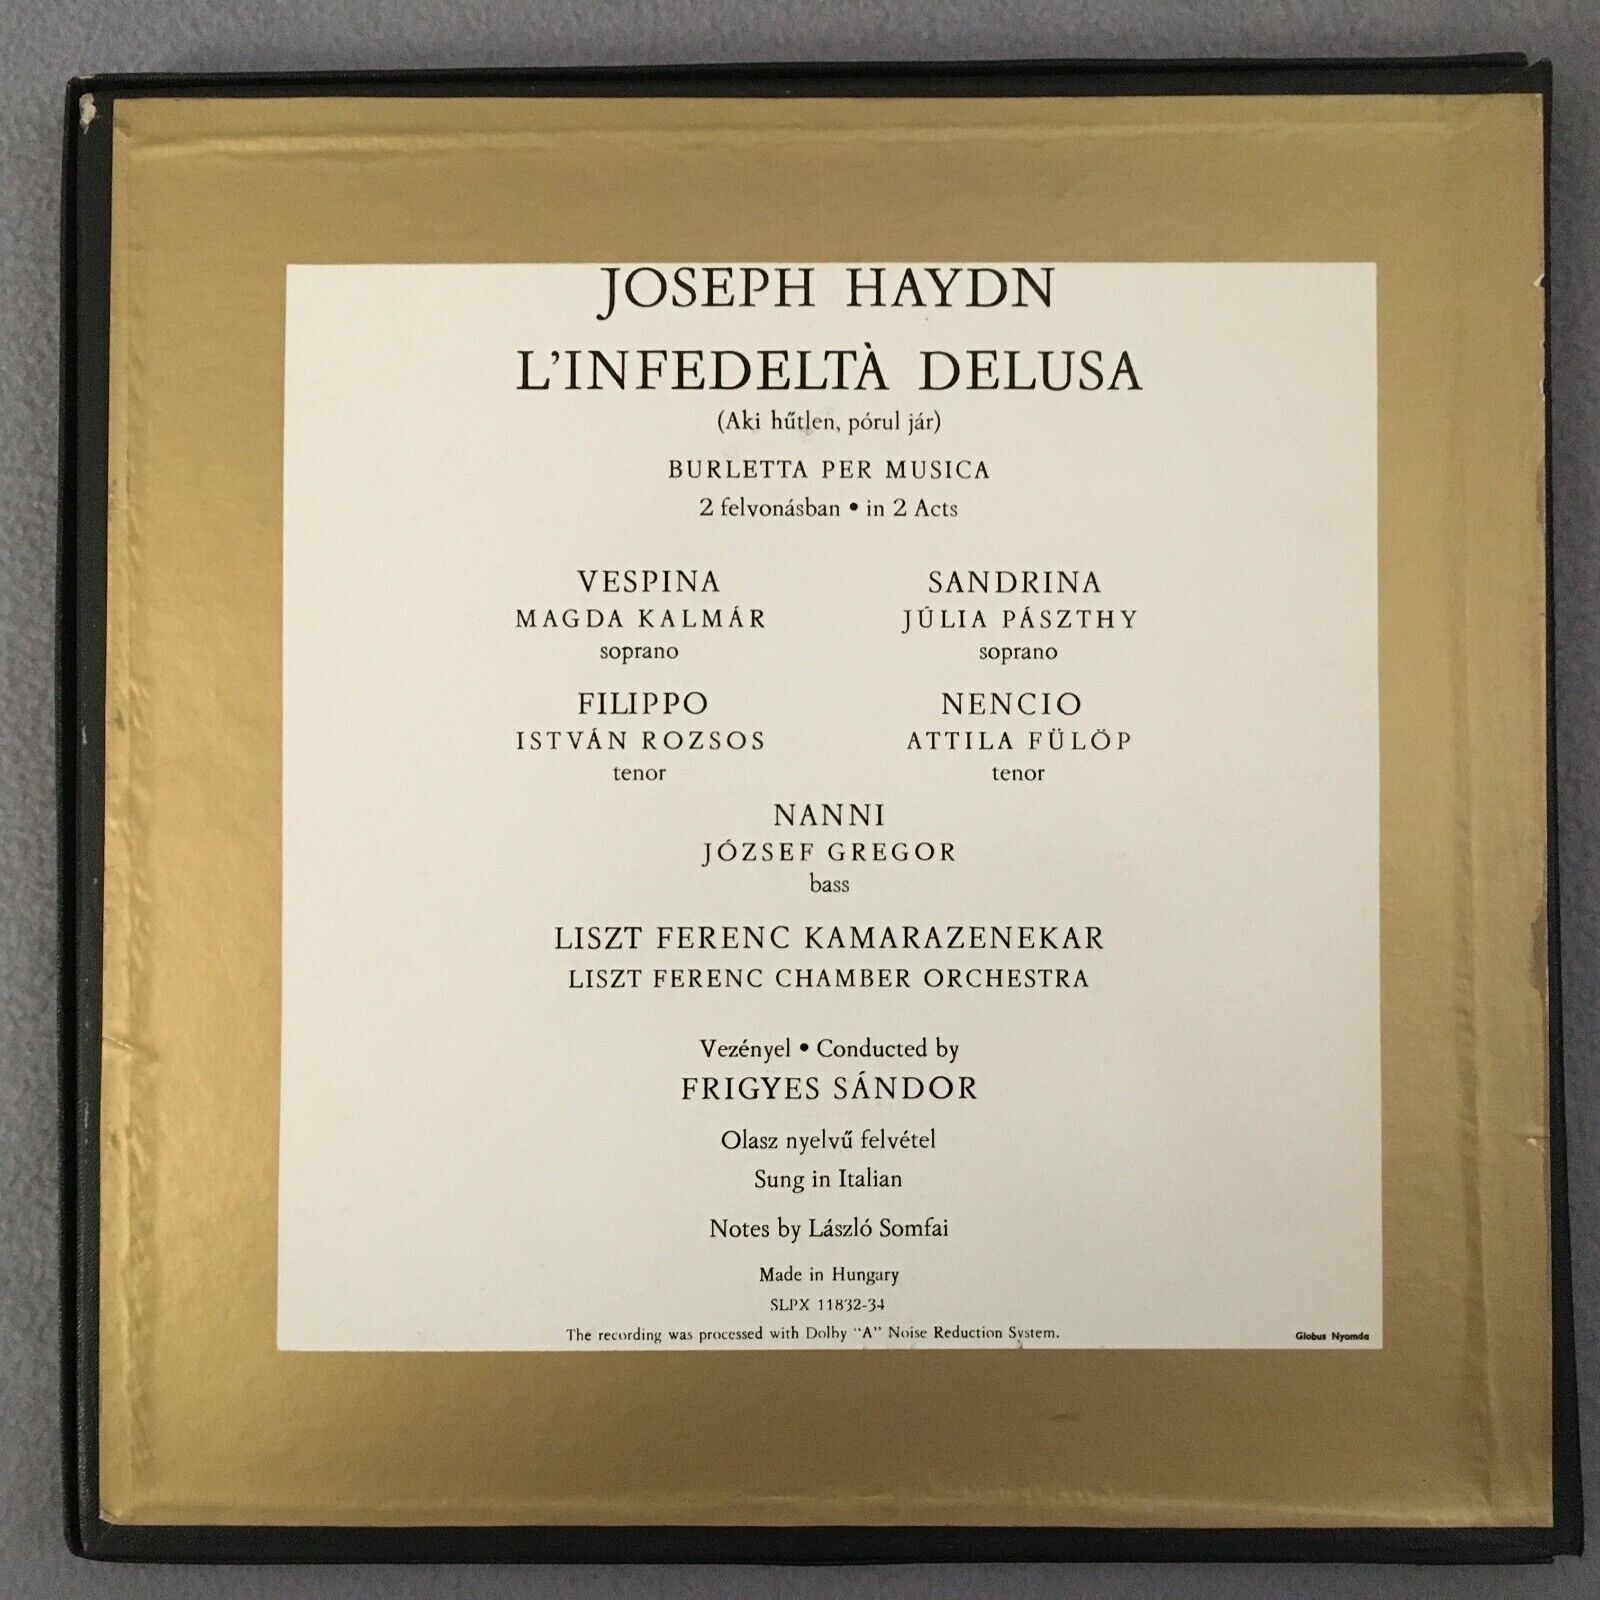 JOSEPH HAYDN
L'INFEDELTÀ DELUSA
(Aki hűtlen, pórul jár)
BURLETTA PER MUSICA
2 felvonásban • in 2 Acts
VESPINA
MAGDA KALMÁR
soprano
SANDRINA
JÚLIA PÁSZTHY
soprano
FILIPPO
ISTVÁN ROZSOS
tenor
NENCIO
ATTILA FÜLÖP
tenor
NANNI
JÓZSEF GREGOR
bass
LISZT FERENC KAMARAZENEKAR
LISZT FERENC CHAMBER ORCHESTRA
Vezényel • Conducted by
FRIGYES SÁNDOR
Olasz nyelvű felvétel
Sung in Italian
Notes by László Somfai
Made in Hungary
SLPX 11832-34
The recording was processed with Dolby "A" Noise Reduction System.
Globus Nyomda